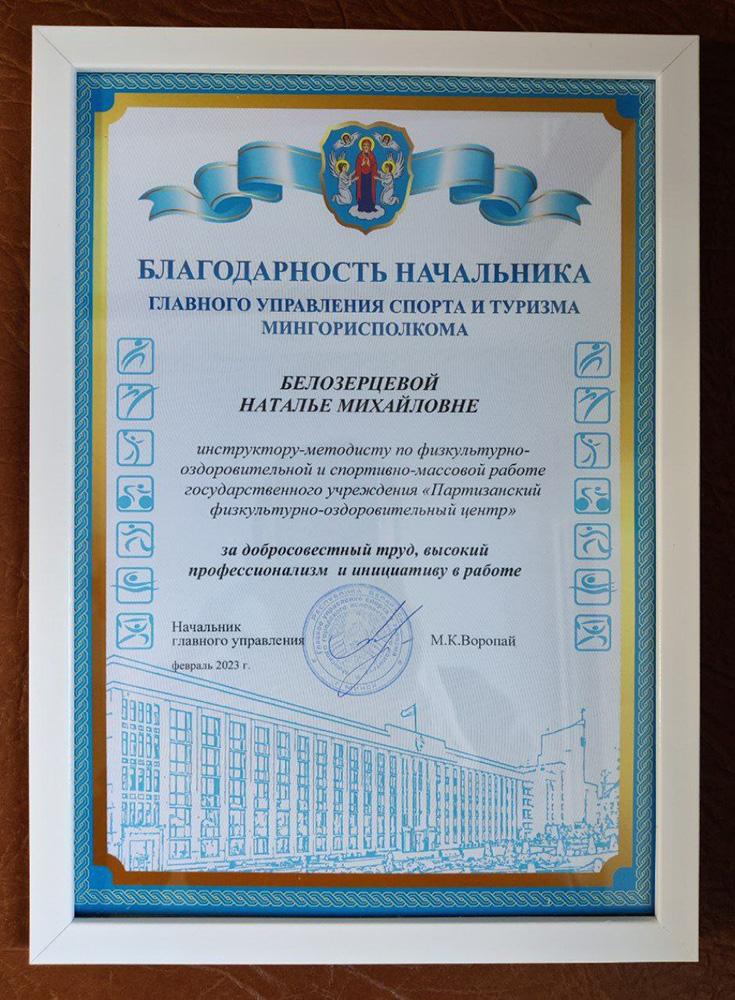 БЛАГОДАРНОСТЬ НАЧАЛЬНИКА
ГЛАВНОГО УПРАВЛЕНИЯ СПОРТА И ТУРИЗМА
МИНГОРИСПОЛКОМА
БЕЛОЗЕРЦЕВОЙ
НАТАЛЬЕ МИХАЙЛОВНЕ
инструктору-методисту по физкультурно-
оздоровительной и спортивно-массовой работе
государственного учреждения «Партизанский
физкультурно-оздоровительный центр»
за добросовестный труд, высокий
профессионализм и инициативу в работе
Начальник
главного управления
М.К.Воропай
февраль 2023 г.